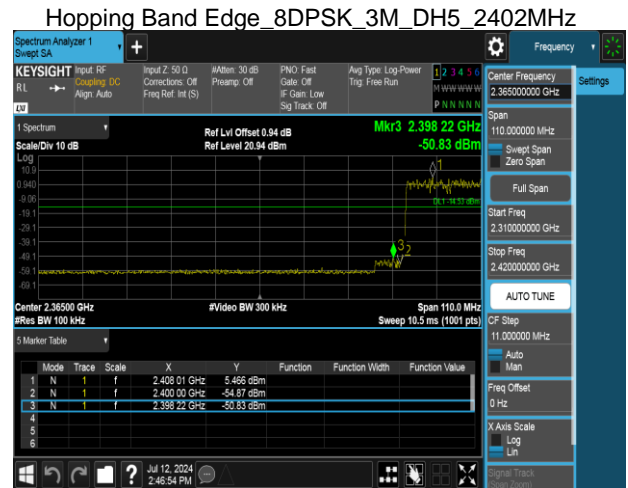 Hopping Band Edge_8DPSK_3M_DH5_2402MHz
Spectrum Analyzer 1
Swept SA
Frequency
KEYSIGHT
RL
LXI
Input: RF
Coupling: DC
Align: Auto
Input Z: 50 Ω
Corrections: Off
Freq Ref: Int (S)
#Atten: 30 dB
Preamp: Off
PNO: Fast
Gate: Off
IF Gain: Low
Sig Track: Off
Avg Type: Log-Power
Trig: Free Run
1 2 3 4 5 6
M W W W W W
P N N N N N
Center Frequency
2.365000000 GHz
Settings
Span
110.000000 MHz
Swept Span
Zero Span
Full Span
Start Freq
2.310000000 GHz
Stop Freq
2.420000000 GHz
AUTO TUNE
CF Step
11.000000 MHz
Auto
Man
Freq Offset
0 Hz
X Axis Scale
Log
Lin
Signal Track
(Span Zoom)
1 Spectrum
Scale/Div 10 dB
Ref Lvl Offset 0.94 dB
Ref Level 20.94 dBm
Mkr3 2.398 22 GHz
-50.83 dBm
Log
10.9
0.940
-9.06
-19.1
-29.1
-39.1
-49.1
-59.1
-69.1
1
DL1 -14.53 dBm
3
2
Center 2.36500 GHz
#Res BW 100 kHz
#Video BW 300 kHz
Span 110.0 MHz
Sweep 10.5 ms (1001 pts)
5 Marker Table
Mode Trace Scale X Y Function Function Width Function Value
1 N 1 f 2.408 01 GHz 5.466 dBm
2 N 1 f 2.400 00 GHz -54.87 dBm
3 N 1 f 2.398 22 GHz -50.83 dBm
4
5
6
?
Jul 12, 2024
2:46:54 PM